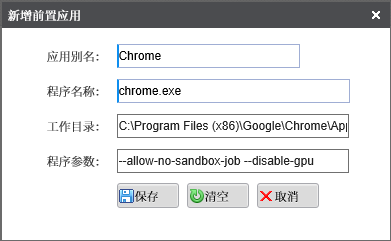 新增前置应用
应用别名： Chrome
程序名称： chrome.exe
工作目录： C:\Program Files (x86)\Google\Chrome\App
程序参数： --allow-no-sandbox-job --disable-gpu
保存 清空 取消